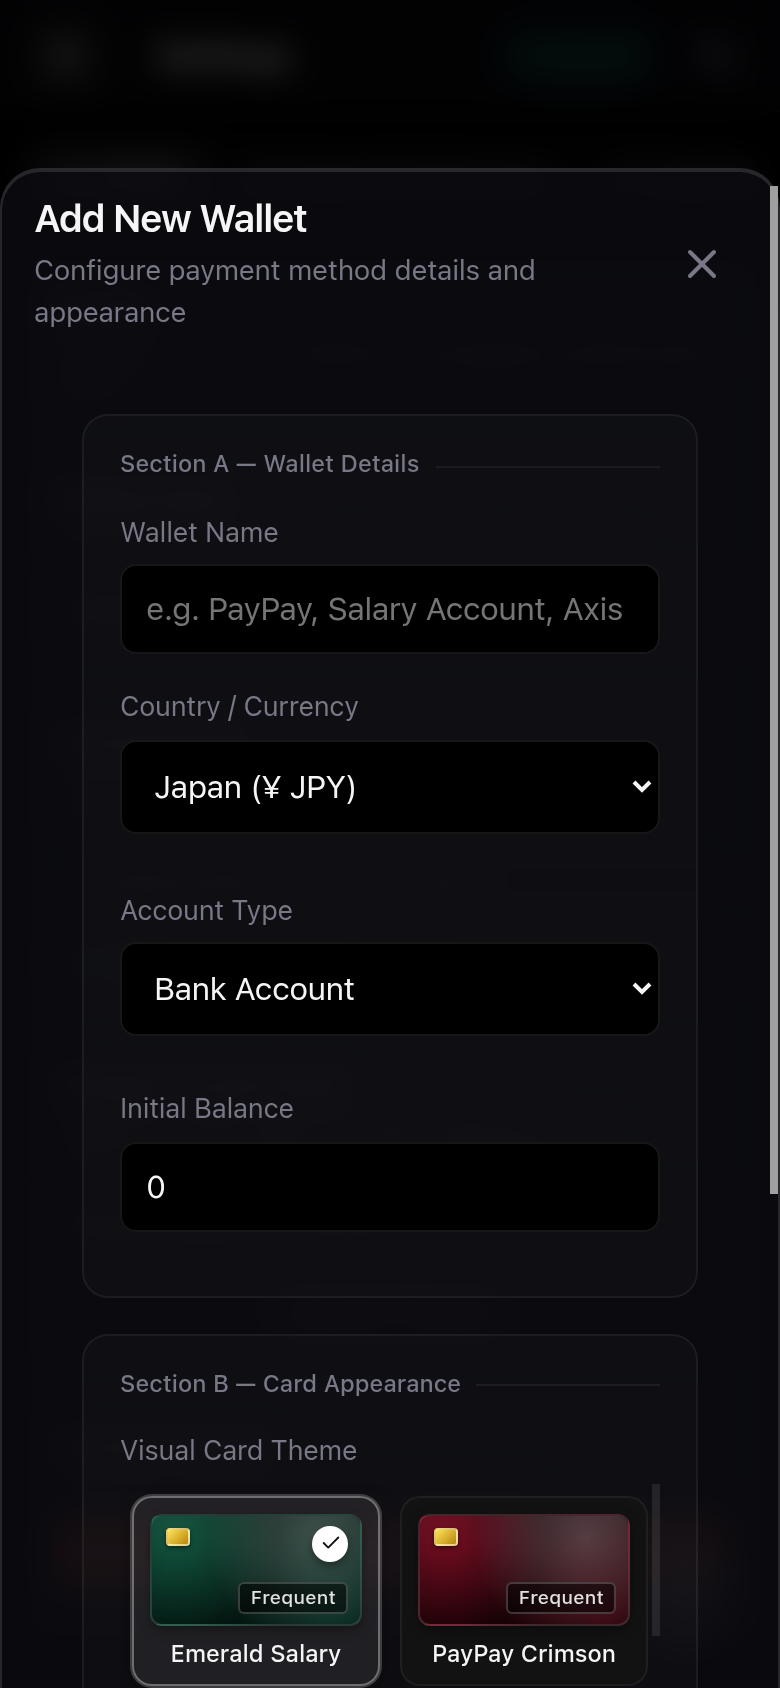 Add New Wallet
Configure payment method details and
appearance
Section A — Wallet Details
Wallet Name
e.g. PayPay, Salary Account, Axis
Country / Currency
Japan (¥ JPY)
Account Type
Bank Account
Initial Balance
0
Section B — Card Appearance
Visual Card Theme
Frequent
Frequent
Emerald Salary
PayPay Crimson